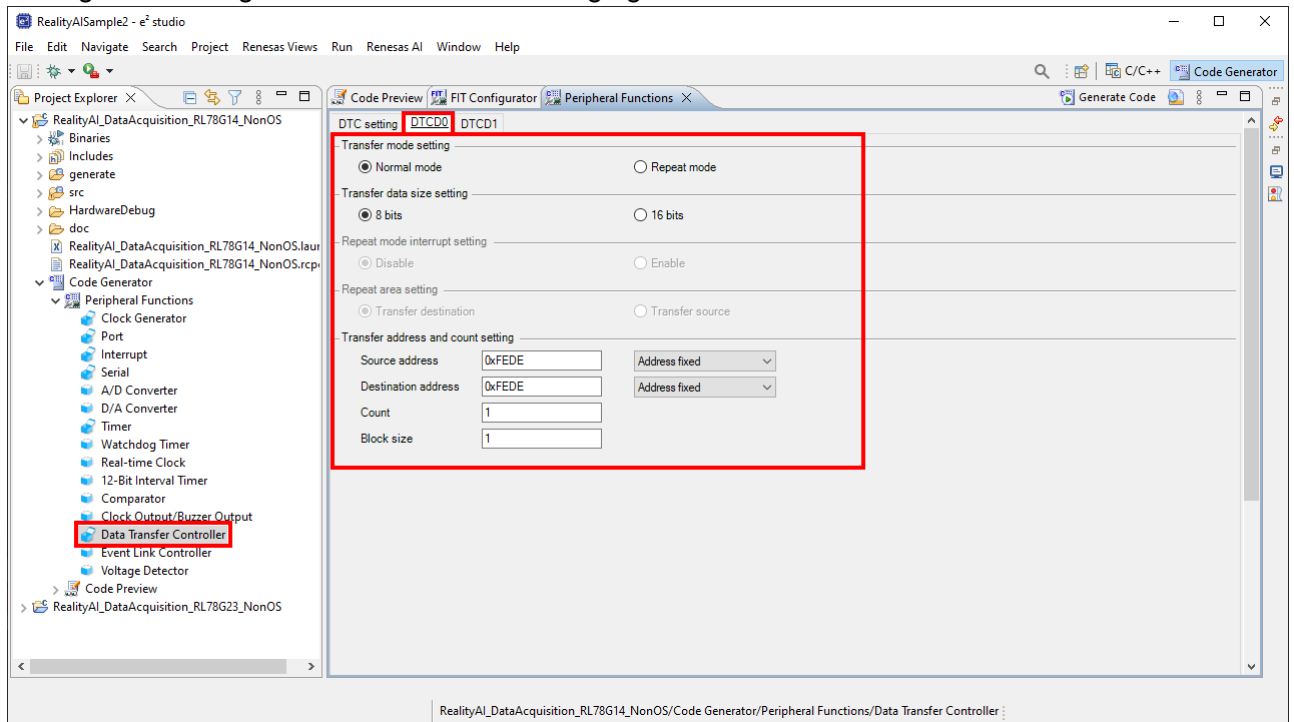 RealityAISample2 - e² studio
File Edit Navigate Search Project Renesas Views Run Renesas AI Window Help
C/C++ Code Generator
Project Explorer
Code Preview FIT Configurator Peripheral Functions Generate Code
RealityAI_DataAcquisition_RL78G14_NonOS
Binaries
Includes
generate
src
HardwareDebug
doc
RealityAI_DataAcquisition_RL78G14_NonOS.laun
RealityAI_DataAcquisition_RL78G14_NonOS.rcp
Code Generator
Peripheral Functions
Clock Generator
Port
Interrupt
Serial
A/D Converter
D/A Converter
Timer
Watchdog Timer
Real-time Clock
12-Bit Interval Timer
Comparator
Clock Output/Buzzer Output
Data Transfer Controller
Event Link Controller
Voltage Detector
Code Preview
RealityAI_DataAcquisition_RL78G23_NonOS
DTC setting DTCD0 DTCD1
Transfer mode setting
Normal mode Repeat mode
Transfer data size setting
8 bits 16 bits
Repeat mode interrupt setting
Disable Enable
Repeat area setting
Transfer destination Transfer source
Transfer address and count setting
Source address 0xFEDE Address fixed
Destination address 0xFEDE Address fixed
Count 1
Block size 1
RealityAI_DataAcquisition_RL78G14_NonOS/Code Generator/Peripheral Functions/Data Transfer Controller